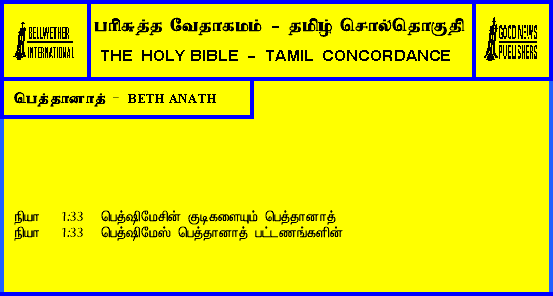 BELLWETHER
INTERNATIONAL
பரிசுத்த வேதாகமம் - தமிழ் சொல்தொகுதி
THE HOLY BIBLE - TAMIL CONCORDANCE
GOOD NEWS
PUBLISHERS
பெத்தானாத் - BETH ANATH
நியா 1:33 பெத்ஷிமேசின் குடிகளையும் பெத்தானாத்
நியா 1:33 பெத்ஷிமேஸ் பெத்தானாத் பட்டணங்களின்